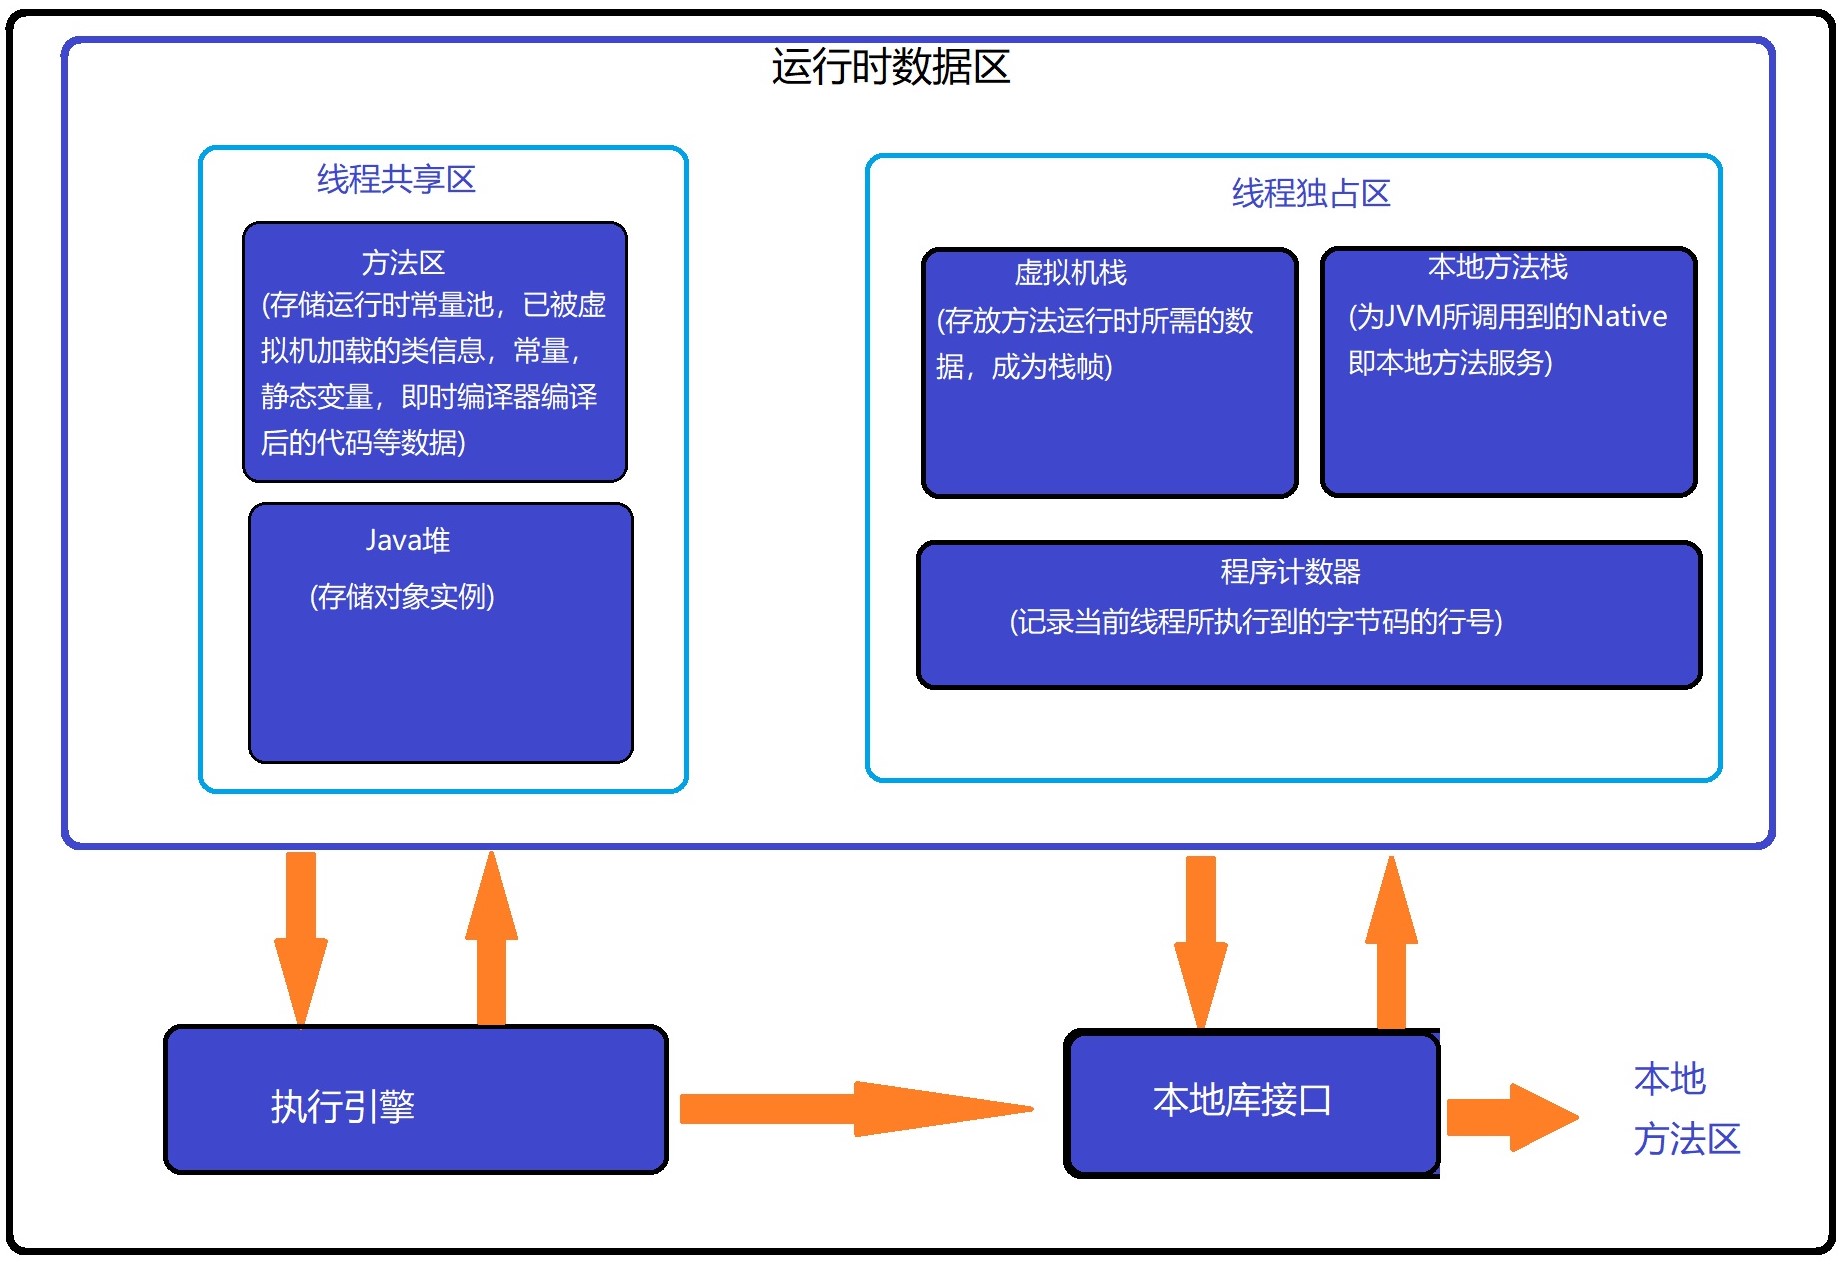 运行时数据区
线程共享区
方法区
(存储运行时常量池，已被虚
拟机加载的类信息，常量，
静态变量，即时编译器编译
后的代码等数据)
Java堆
(存储对象实例)
线程独占区
虚拟机栈
(存放方法运行时所需的数
据，成为栈帧)
本地方法栈
(为JVM所调用到的Native
即本地方法服务)
程序计数器
(记录当前线程所执行到的字节码的行号)
执行引擎
本地库接口
本地
方法区